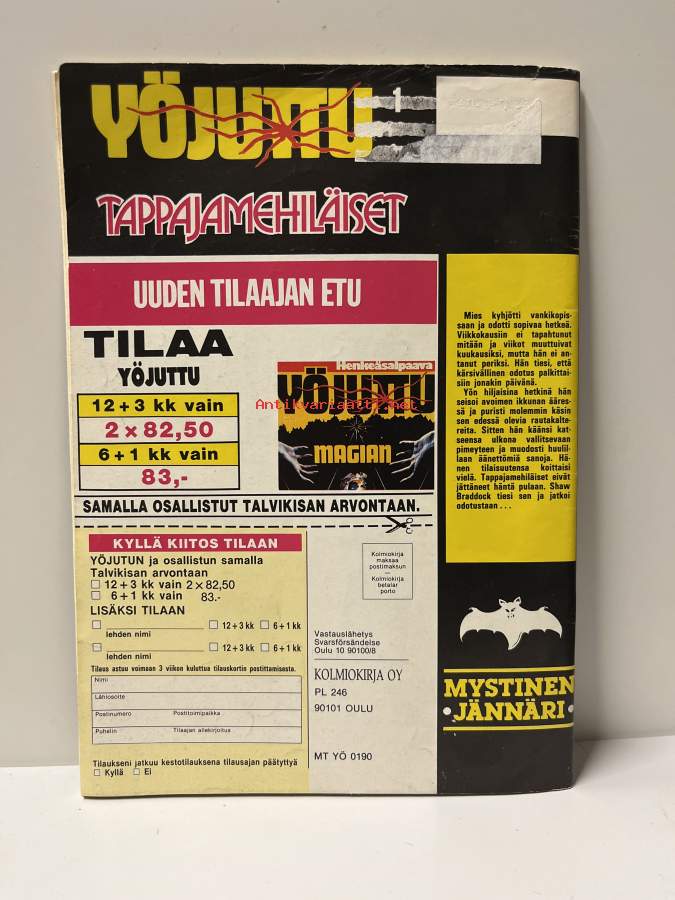 YÖJUTTU
1
TAPPAJAMEHILÄISET
UUDEN TILAAJAN ETU
TILAA
YÖJUTTU
12 + 3 kk vain
2 x 82,50
6 + 1 kk vain
83,-
Henkeäsalpaava
YÖJUTTU
Antikvariaatti.net
MAGIAN
SAMALLA OSALLISTUT TALVIKISAN ARVONTAAN.
KYLLÄ KIITOS TILAAN
YÖJUTUN ja osallistun samalla
Talvikisan arvontaan
12 + 3 kk vain 2 x 82,50
6 + 1 kk vain 83.-
LISÄKSI TILAAN
12 + 3 kk 6 + 1 kk
lehden nimi
12 + 3 kk 6 + 1 kk
lehden nimi
Tilaus astuu voimaan 3 viikon kuluttua tilauskortin postittamisesta.
Nimi
Lähiosoite
Postinumero Postitoimipaikka
Puhelin Tilaajan allekirjoitus
Tilaukseni jatkuu kestotilauksena tilausajan päätyttyä
Kyllä Ei
Kolmiokirja
maksaa
postimaksun
—
Kolmiokirja
betalar
porto
Vastauslähetys
Svarsförsändelse
Oulu 10 90100/8
KOLMIOKIRJA OY
PL 246
90101 OULU
MT YÖ 0190
Mies kyhjötti vankikopis-
saan ja odotti sopivaa hetkeä.
Viikkokausiin ei tapahtunut
mitään ja viikot muuttuivat
kuukausiksi, mutta hän ei an-
tanut periksi. Hän tiesi, että
kärsivällinen odotus palkittai-
siin jonakin päivänä.
Yön hiljaisina hetkinä hän
seisoi avoimen ikkunan ääres-
sä ja puristi molemmin käsin
sen edessä olevia rautakalte-
reita. Sitten hän käänsi kat-
seensa ulkona vallitsevaan
pimeyteen ja muodosti huulil-
laan äänettömiä sanoja. Hä-
nen tilaisuutensa koittaisi
vielä. Tappajamehiläiset eivät
jättäneet häntä pulaan. Shaw
Braddock tiesi sen ja jatkoi
odotustaan . . .
MYSTINEN
· JÄNNÄRI ·